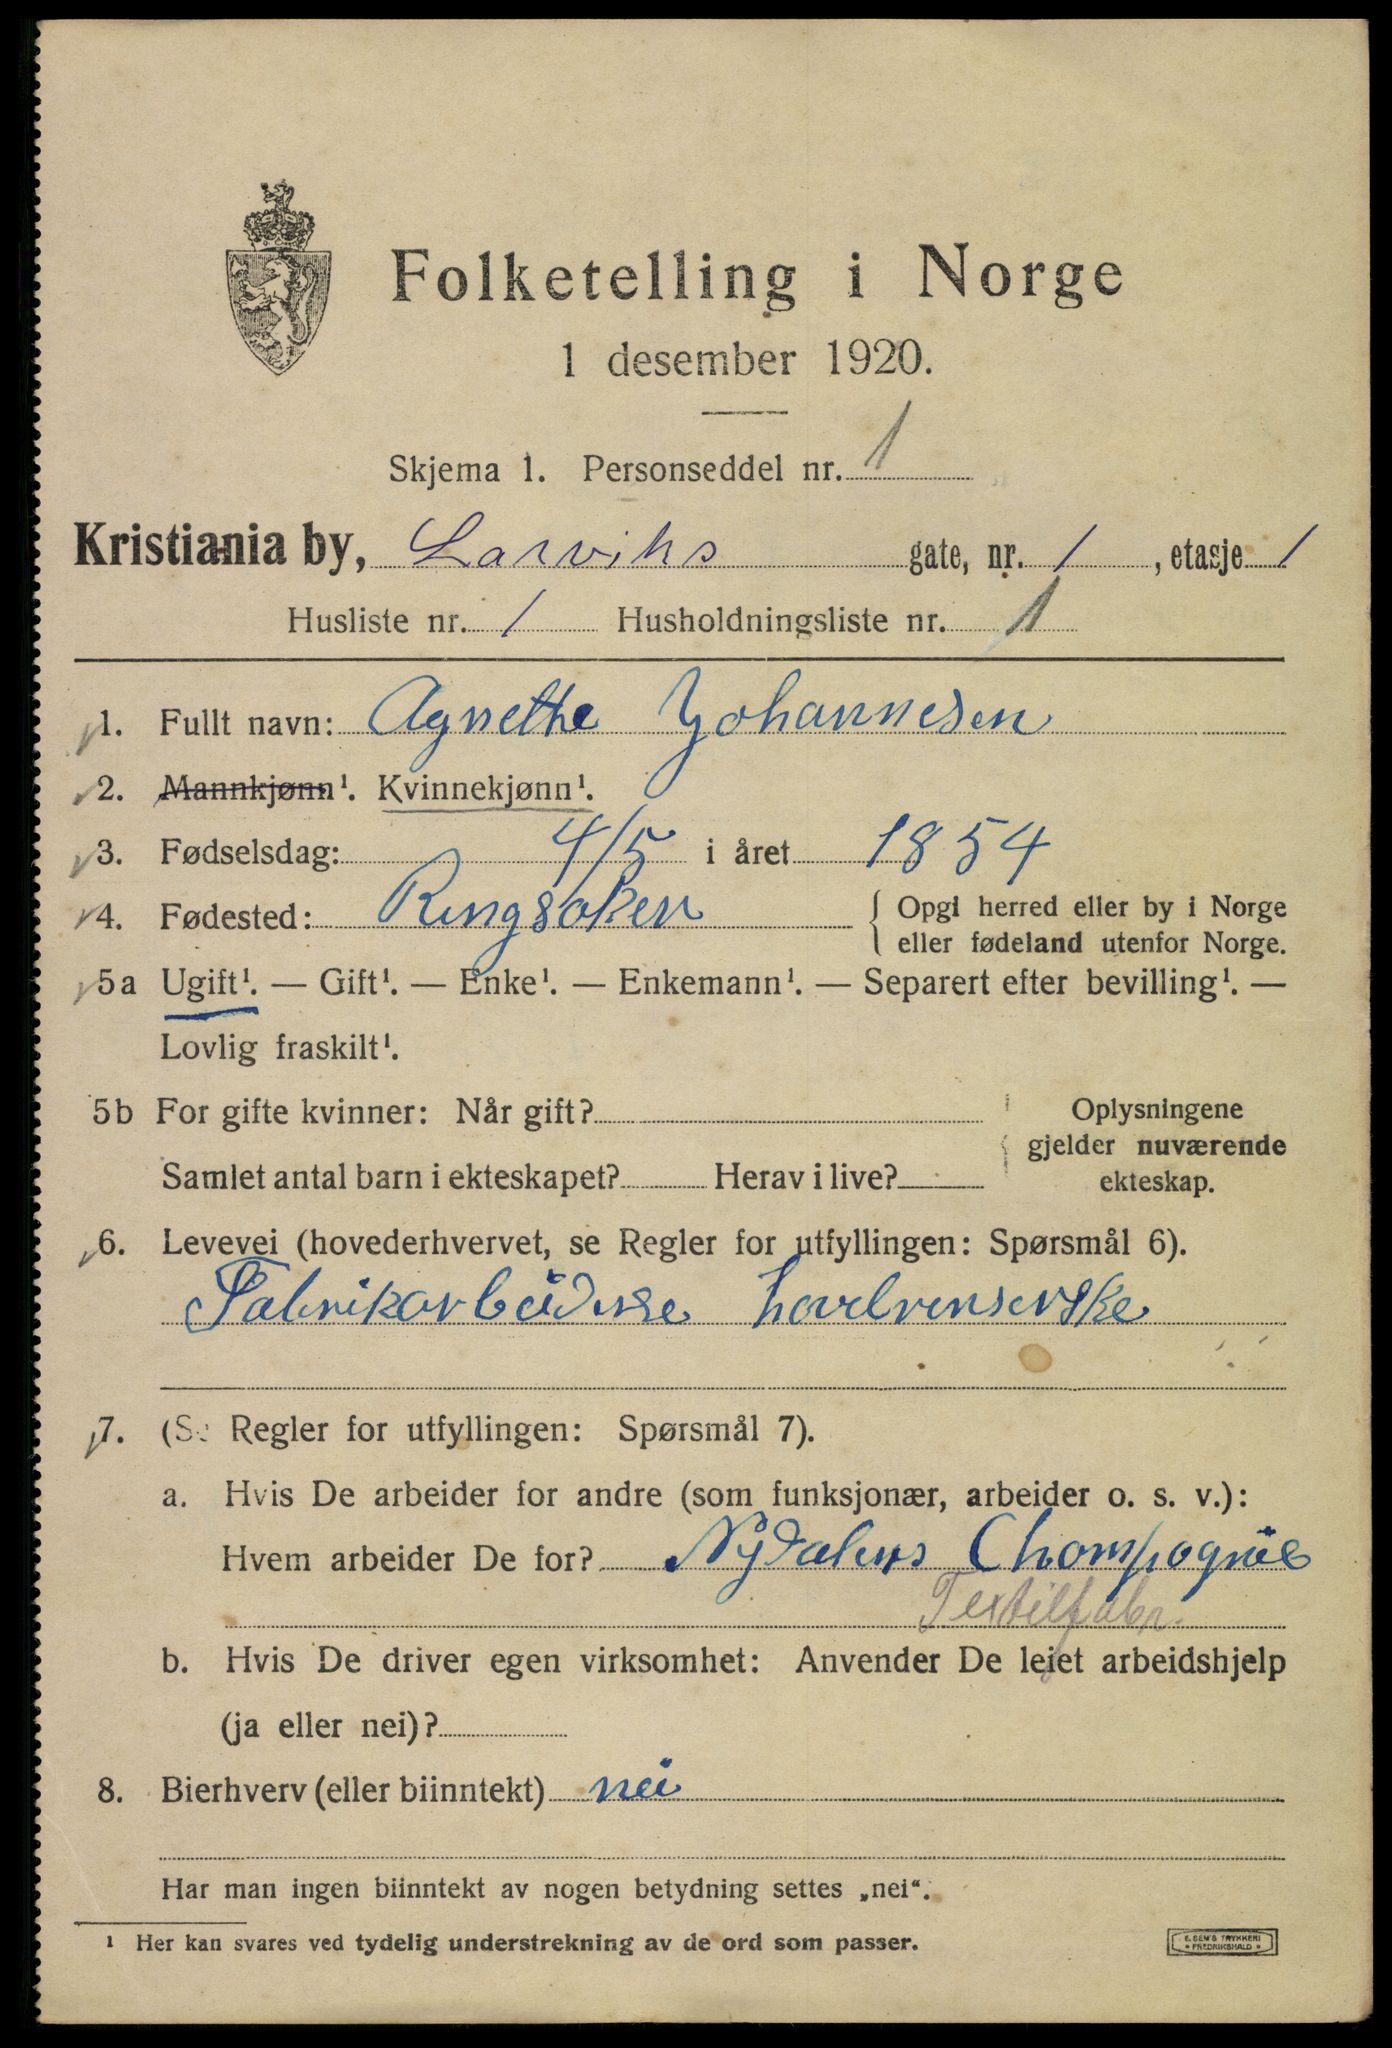 Folketelling i Norge
1 desember 1920.
Skjema 1. Personseddel nr. 1
Kristiania by, Larviks gate, nr. 1, etasje 1
Husliste nr. 1 Husholdningsliste nr. 1
1. Fullt navn: Agnethe Johannesen
2. Mannkjønn¹. Kvinnekjønn¹.
3. Fødselsdag: 4/5 i året 1854
4. Fødested: Ringsaker { Opgi herred eller by i Norge
eller fødeland utenfor Norge.
5a Ugift¹. — Gift¹. — Enke¹. — Enkemann¹. — Separert efter bevilling¹. —
Lovlig fraskilt¹.
5b For gifte kvinner: Når gift? Oplysningene
gjelder nuværende
Samlet antal barn i ekteskapet? Herav i live? ekteskap.
6. Levevei (hovederhvervet, se Regler for utfyllingen: Spørsmål 6).
Fabrikarbeiderske
7. (Se Regler for utfyllingen: Spørsmål 7).
a. Hvis De arbeider for andre (som funksjonær, arbeider o. s. v.):
Hvem arbeider De for? Nydalens Chompagnie
Textilfabr.
b. Hvis De driver egen virksomhet: Anvender De leiet arbeidshjelp
(ja eller nei)?
8. Bierhverv (eller biinntekt) nei
Har man ingen biinntekt av nogen betydning settes „nei“.
¹ Her kan svares ved tydelig understrekning av de ord som passer.
E. SEM'S TRYKKERI
FREDRIKSHALD